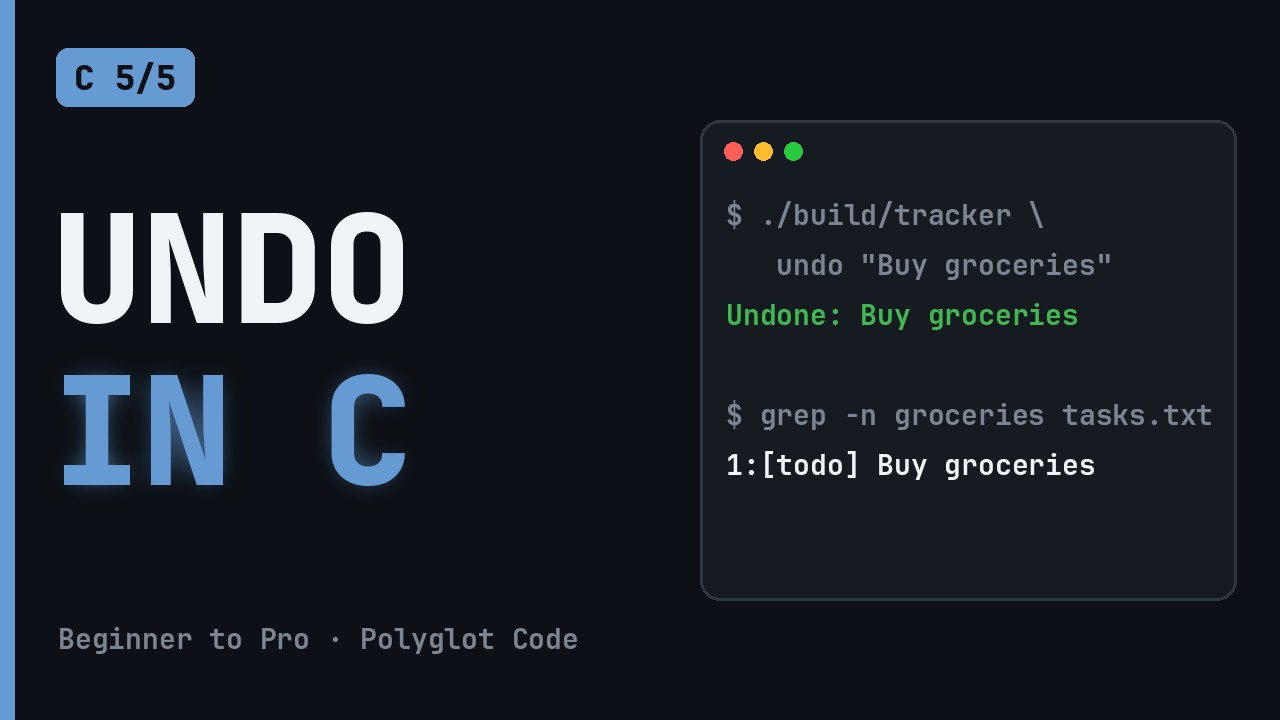 C 5/5
UNDO
IN C
$ ./build/tracker \
undo "Buy groceries"
Undone: Buy groceries
$ grep -n groceries tasks.txt
1:[todo] Buy groceries
Beginner to Pro · Polyglot Code